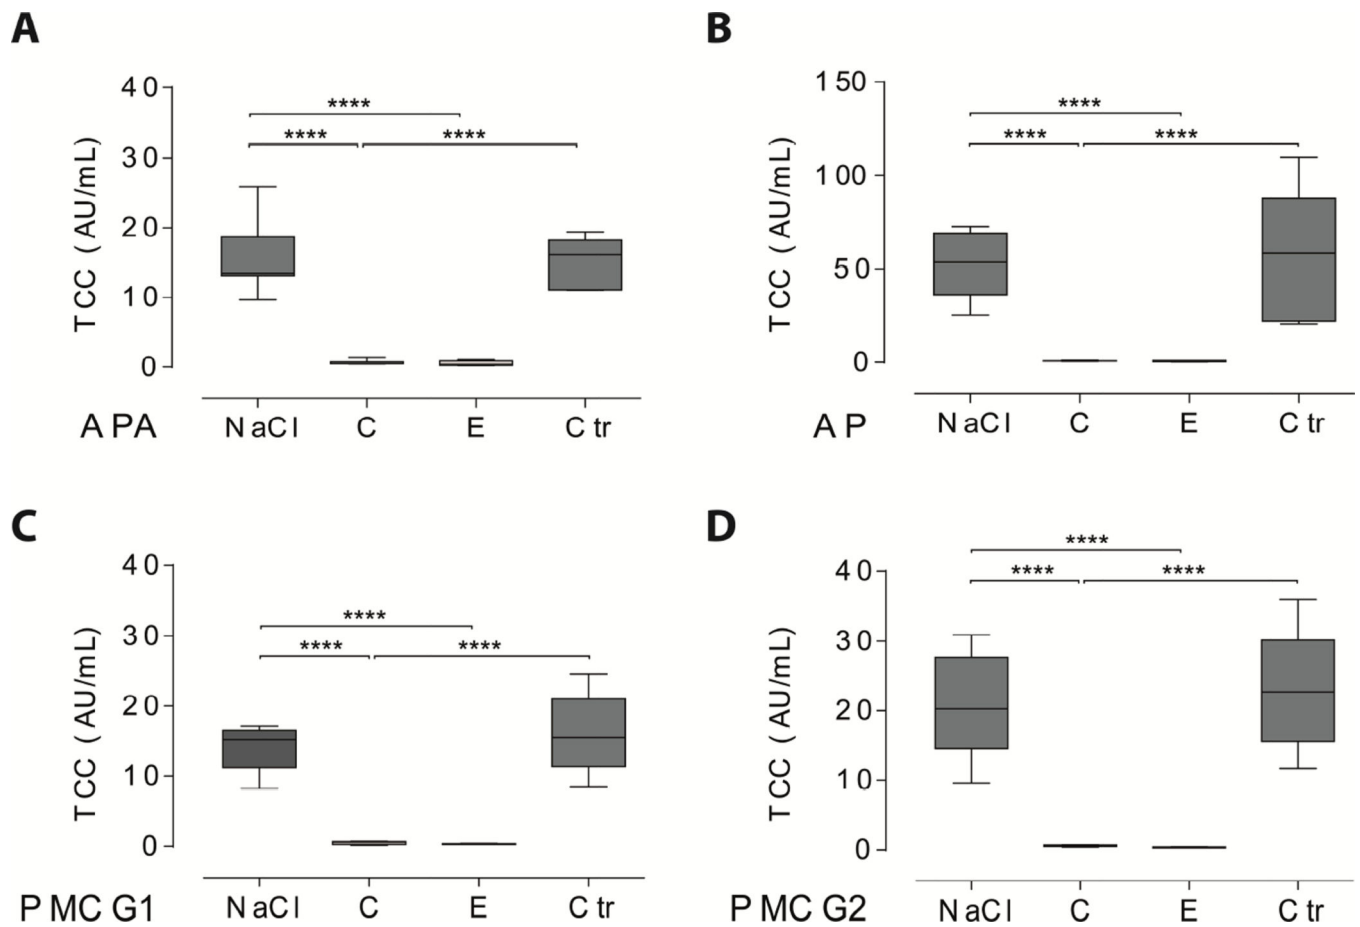 A
TCC (AU/mL)
40
30
20
10
0
****
****
****
APA
NaCl
C
E
Ctr
B
TCC (AU/mL)
150
100
50
0
****
****
****
AP
NaCl
C
E
Ctr
C
TCC (AU/mL)
40
30
20
10
0
****
****
****
PMC G1
NaCl
C
E
Ctr
D
TCC (AU/mL)
40
30
20
10
0
****
****
****
PMC G2
NaCl
C
E
Ctr